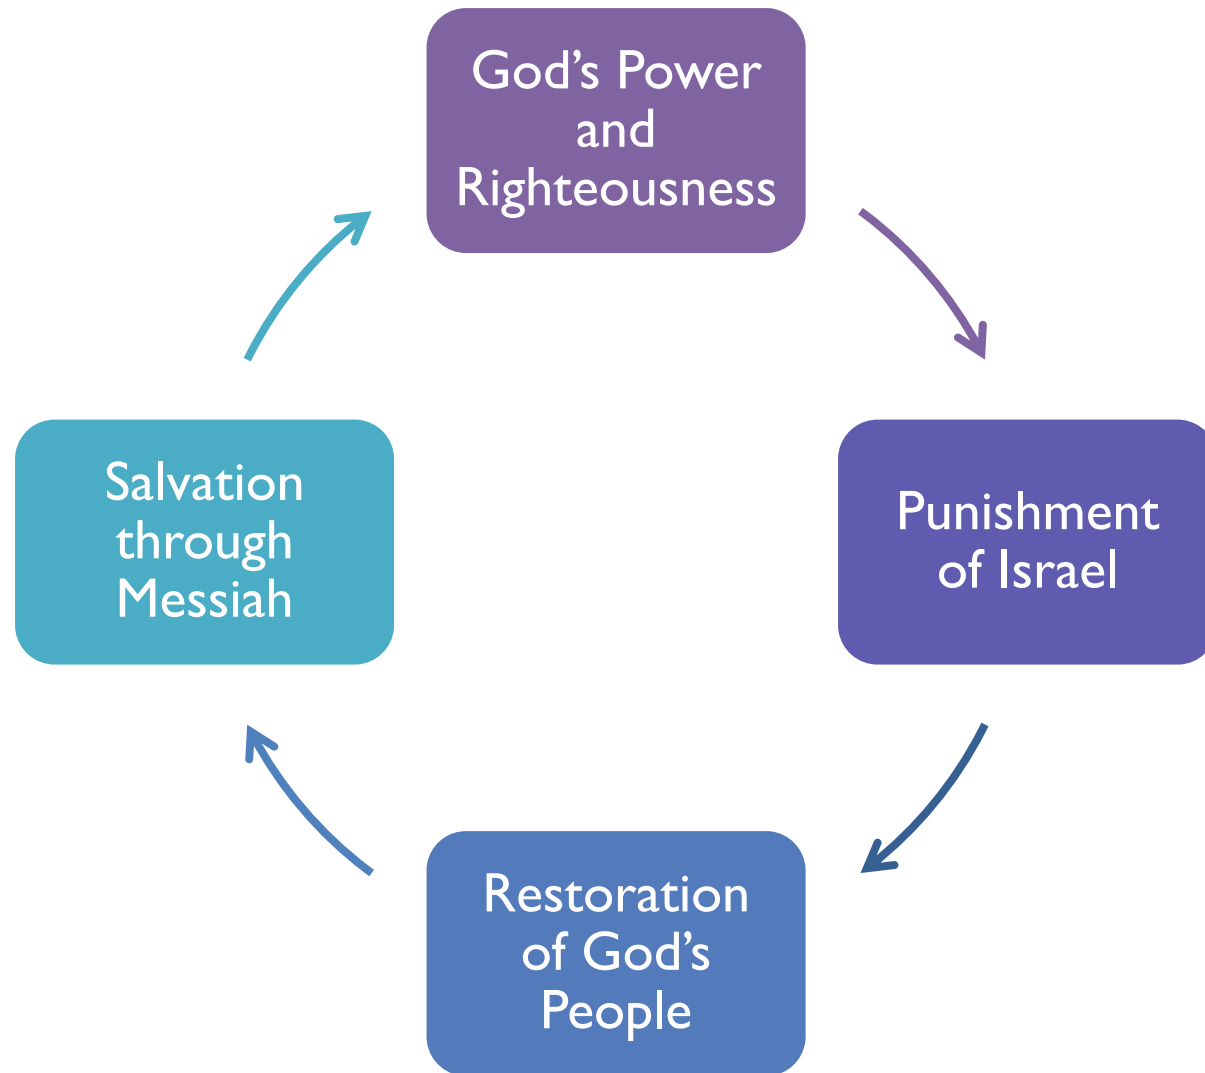 God’s Power
and
Righteousness
Punishment
of Israel
Restoration
of God’s
People
Salvation
through
Messiah